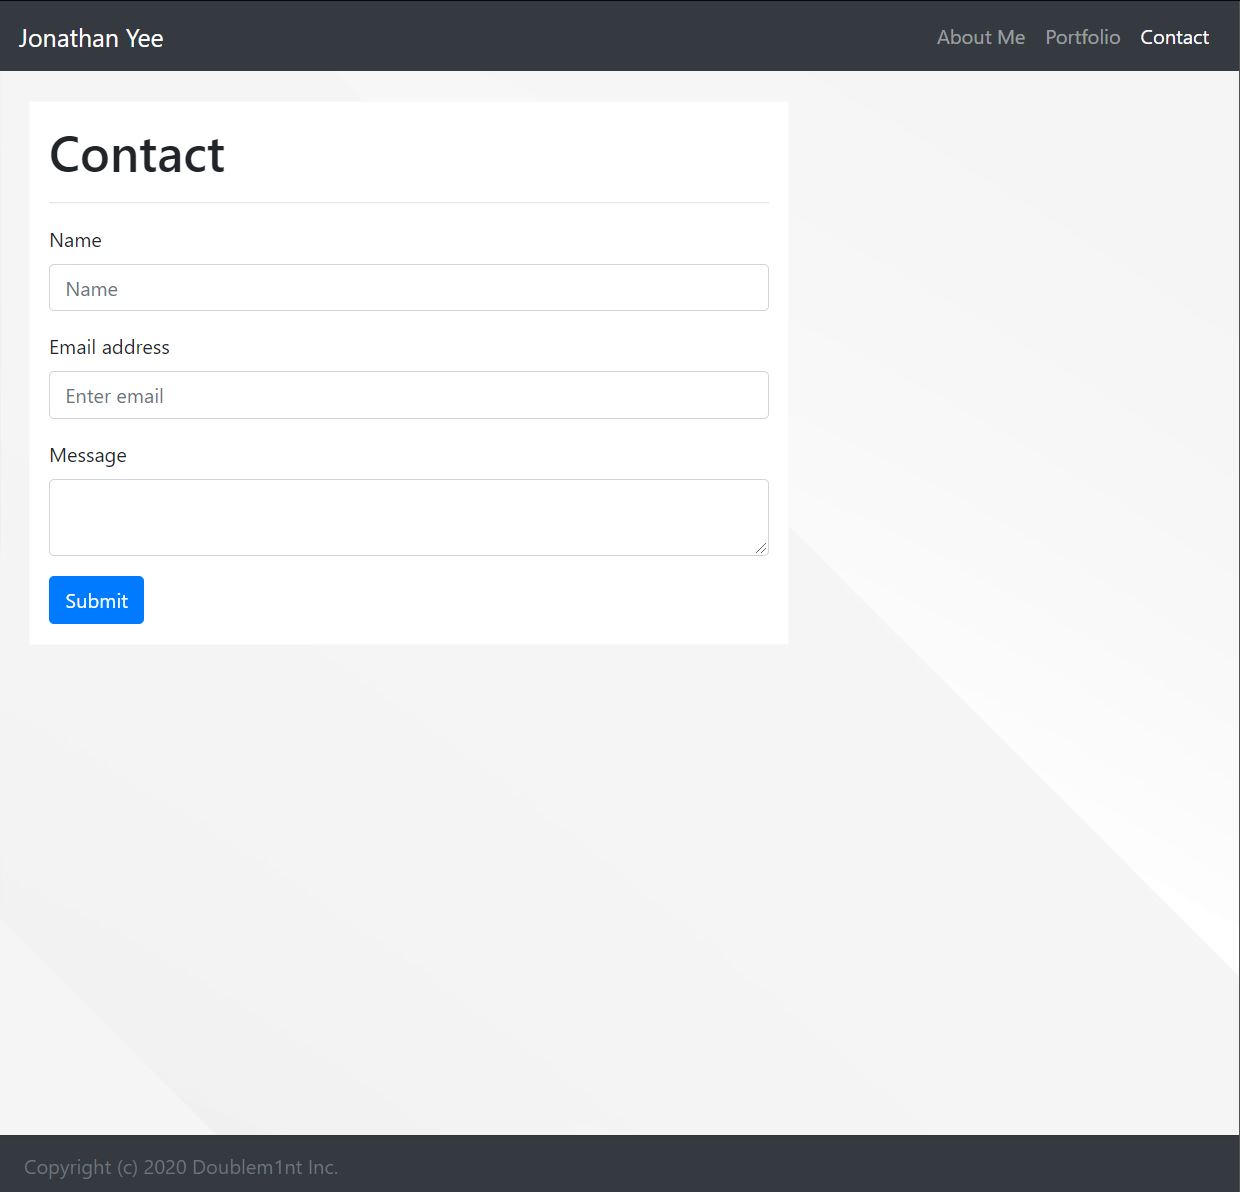 Jonathan Yee
About Me Portfolio Contact
Contact
Name
Name
Email address
Enter email
Message
Submit
Copyright (c) 2020 Doublem1nt Inc.